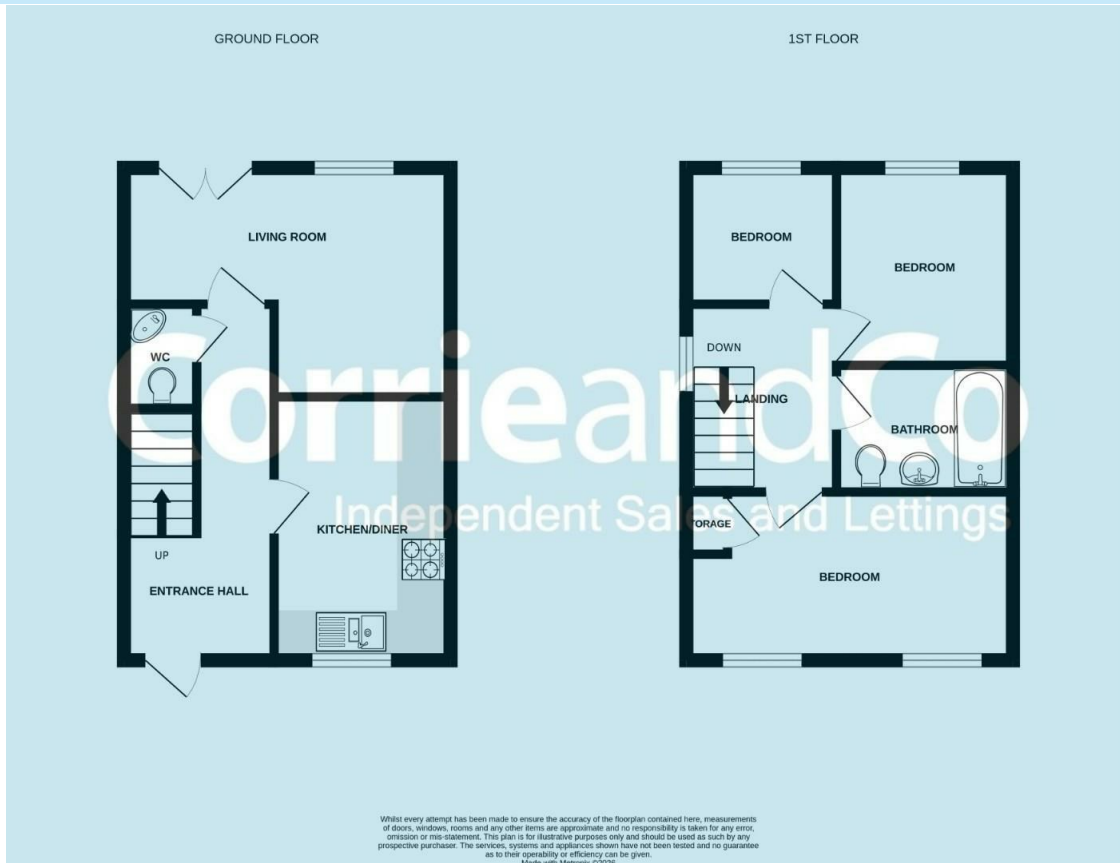 GROUND FLOOR
1ST FLOOR
LIVING ROOM
WC
UP
ENTRANCE HALL
KITCHEN/DINER
BEDROOM
BEDROOM
DOWN
LANDING
BATHROOM
TORAGE
BEDROOM
CorrieandCo
Independent Sales and Lettings
Whilst every attempt has been made to ensure the accuracy of the floorplan contained here, measurements
of doors, windows, rooms and any other items are approximate and no responsibility is taken for any error,
omission or mis-statement. This plan is for illustrative purposes only and should be used as such by any
prospective purchaser. The services, systems and appliances shown have not been tested and no guarantee
as to their operability or efficiency can be given.
Made with Metropix ©2026